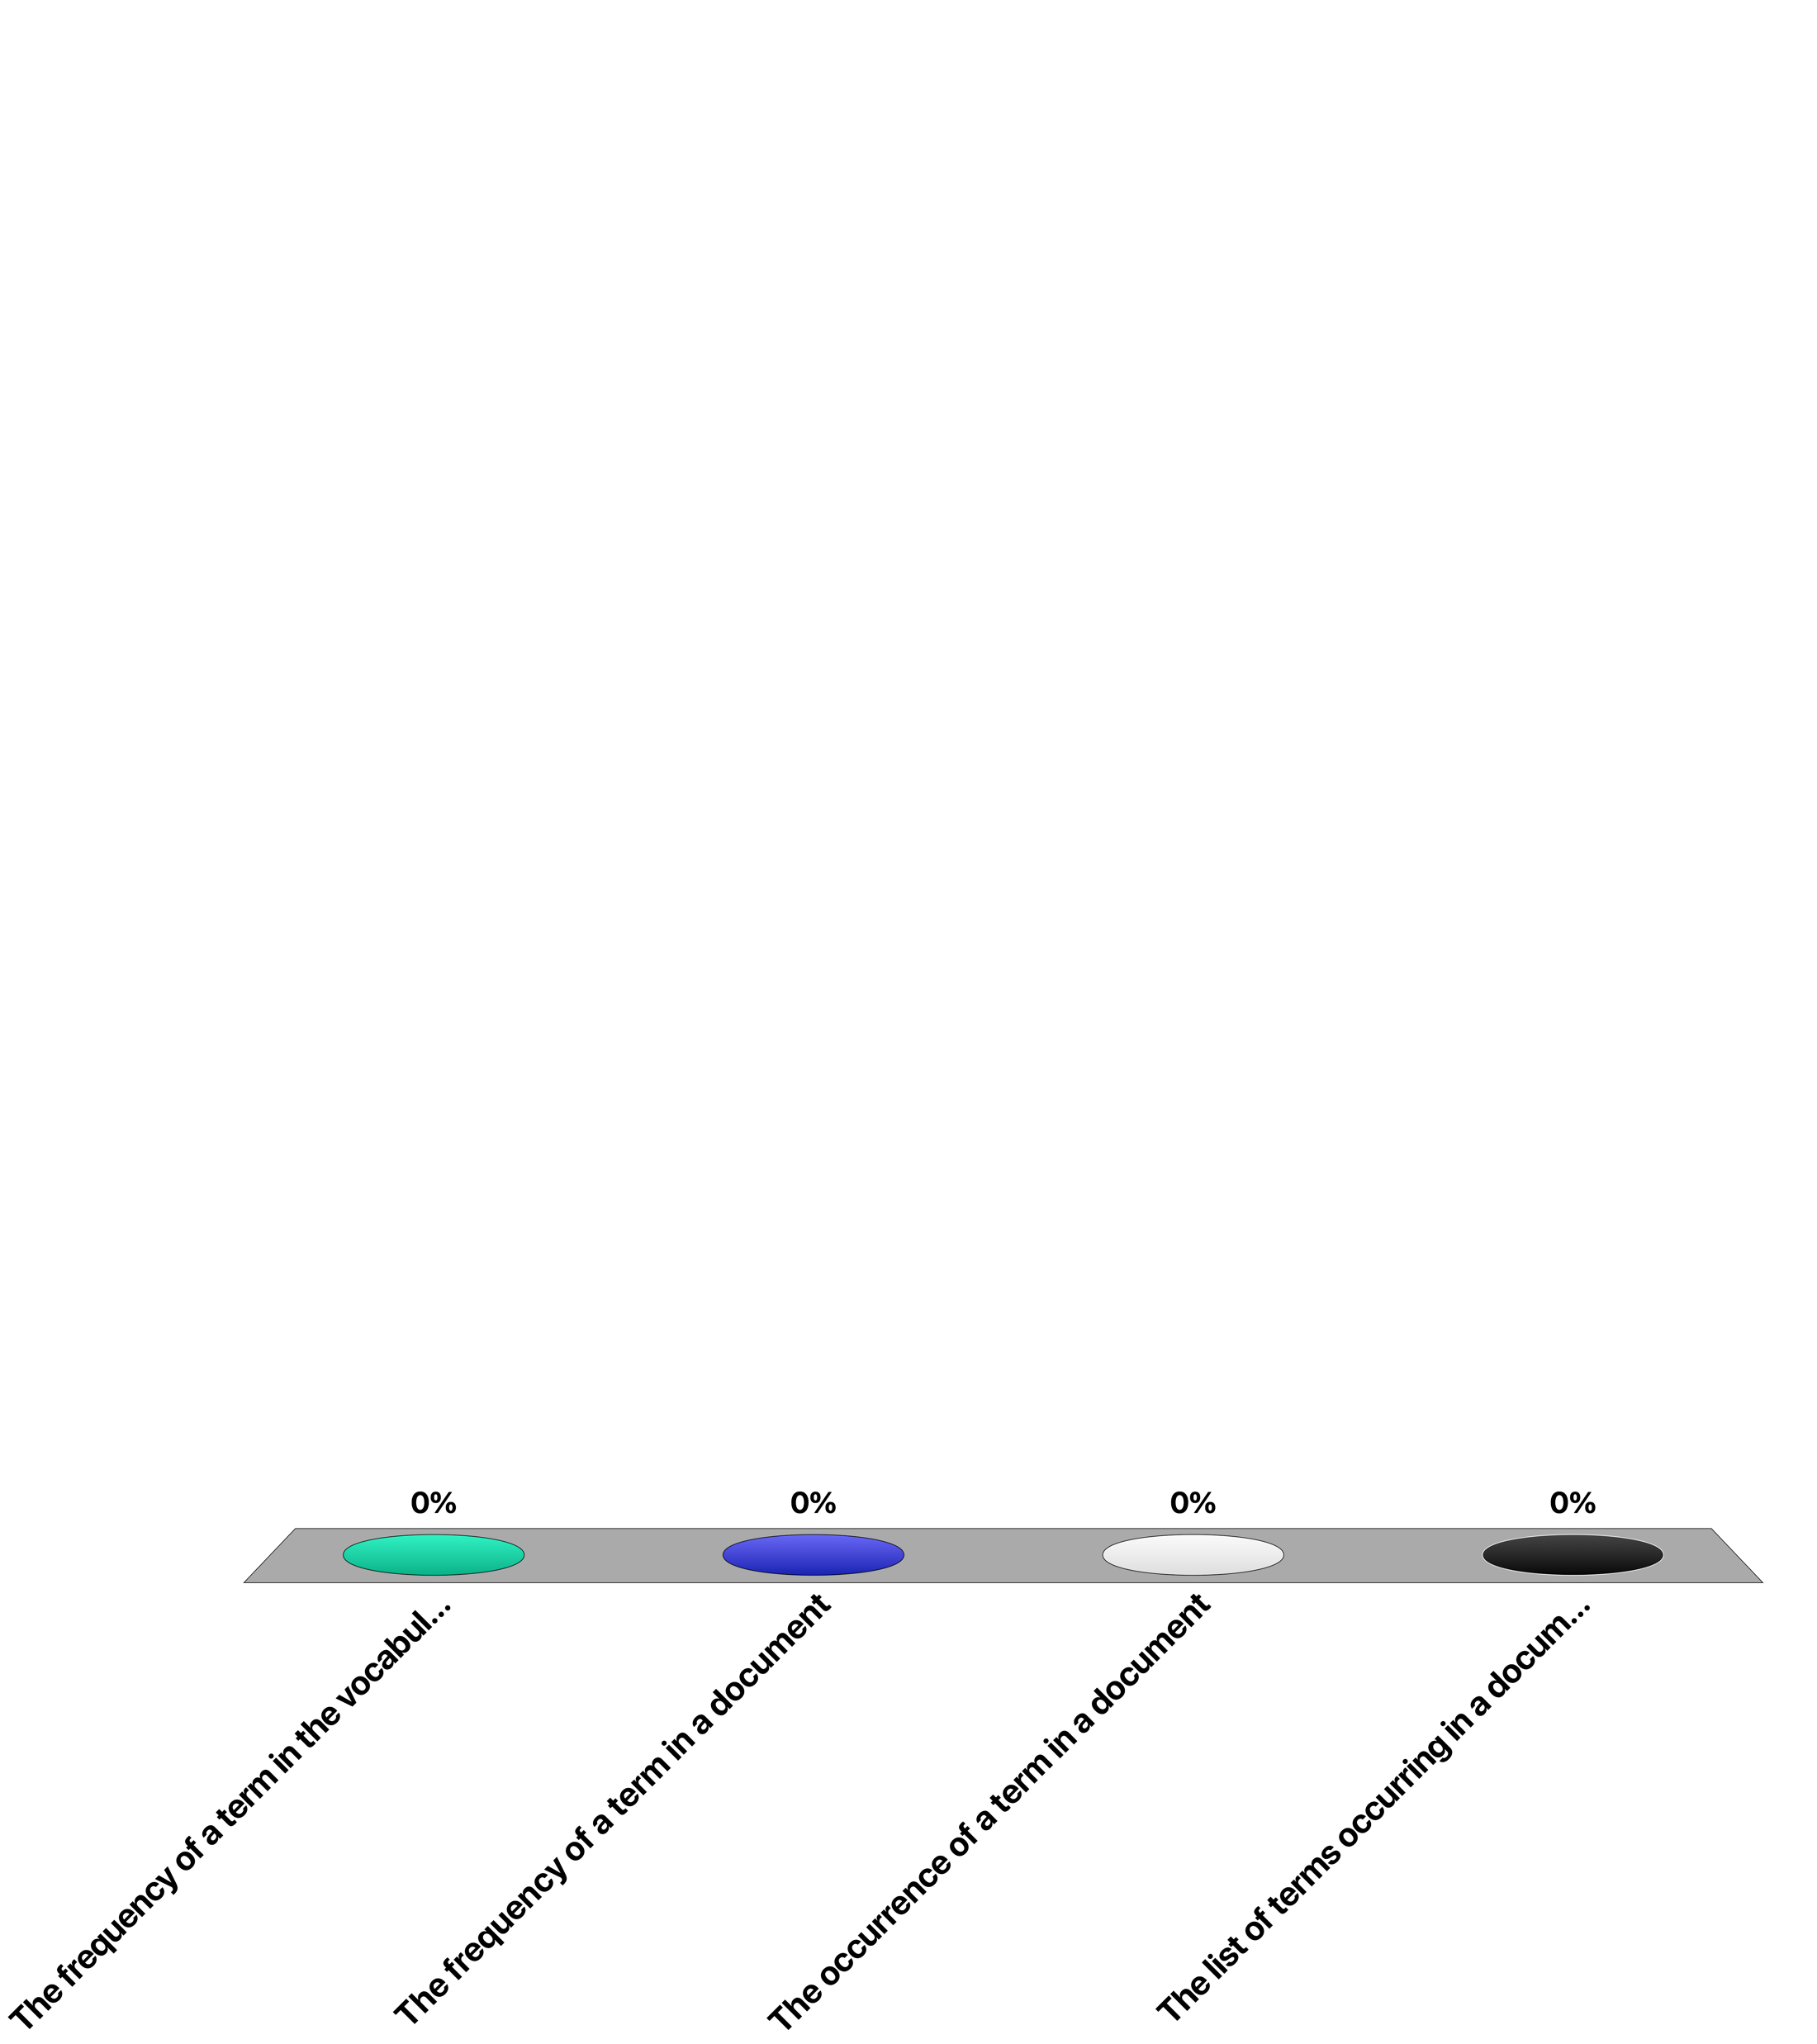 0%
0%
0%
0%
The frequency of a term in the vocabul...
The frequency of a term in a document
The occurrence of a term in a document
The list of terms occurring in a docum...